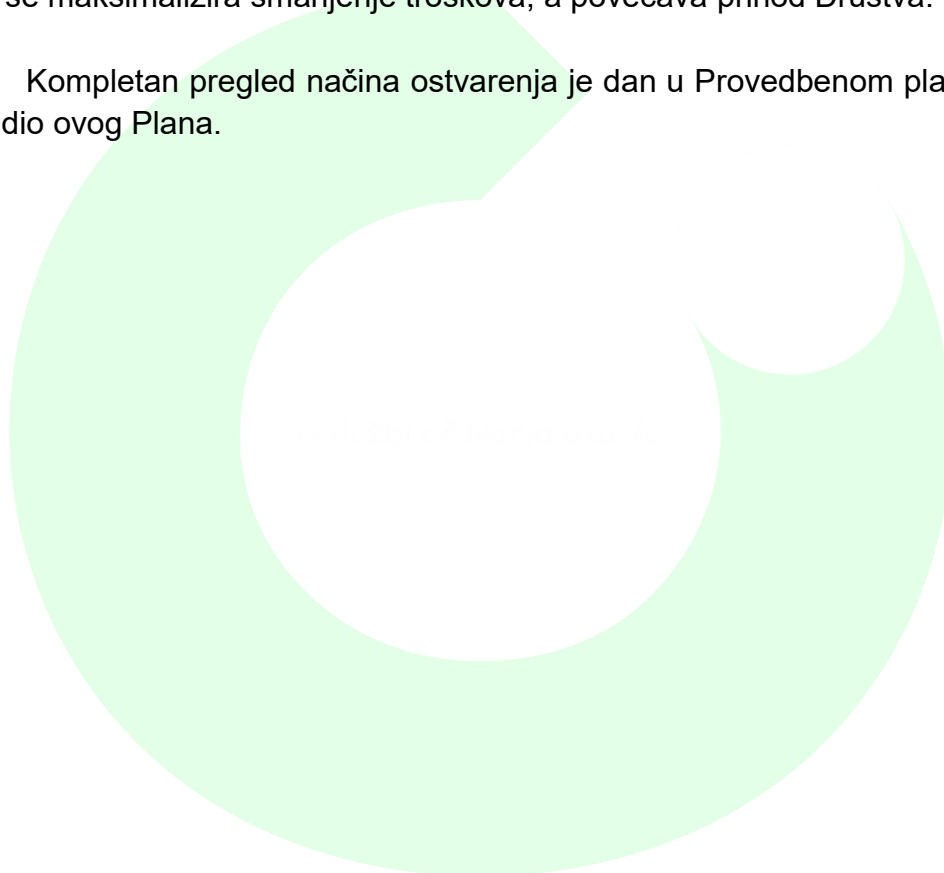 se maksimalizira smanjenje troškova, a povećava prihod Društva.
Kompletan pregled načina ostvarenja je dan u Provedbenom pla
dio ovog Plana.